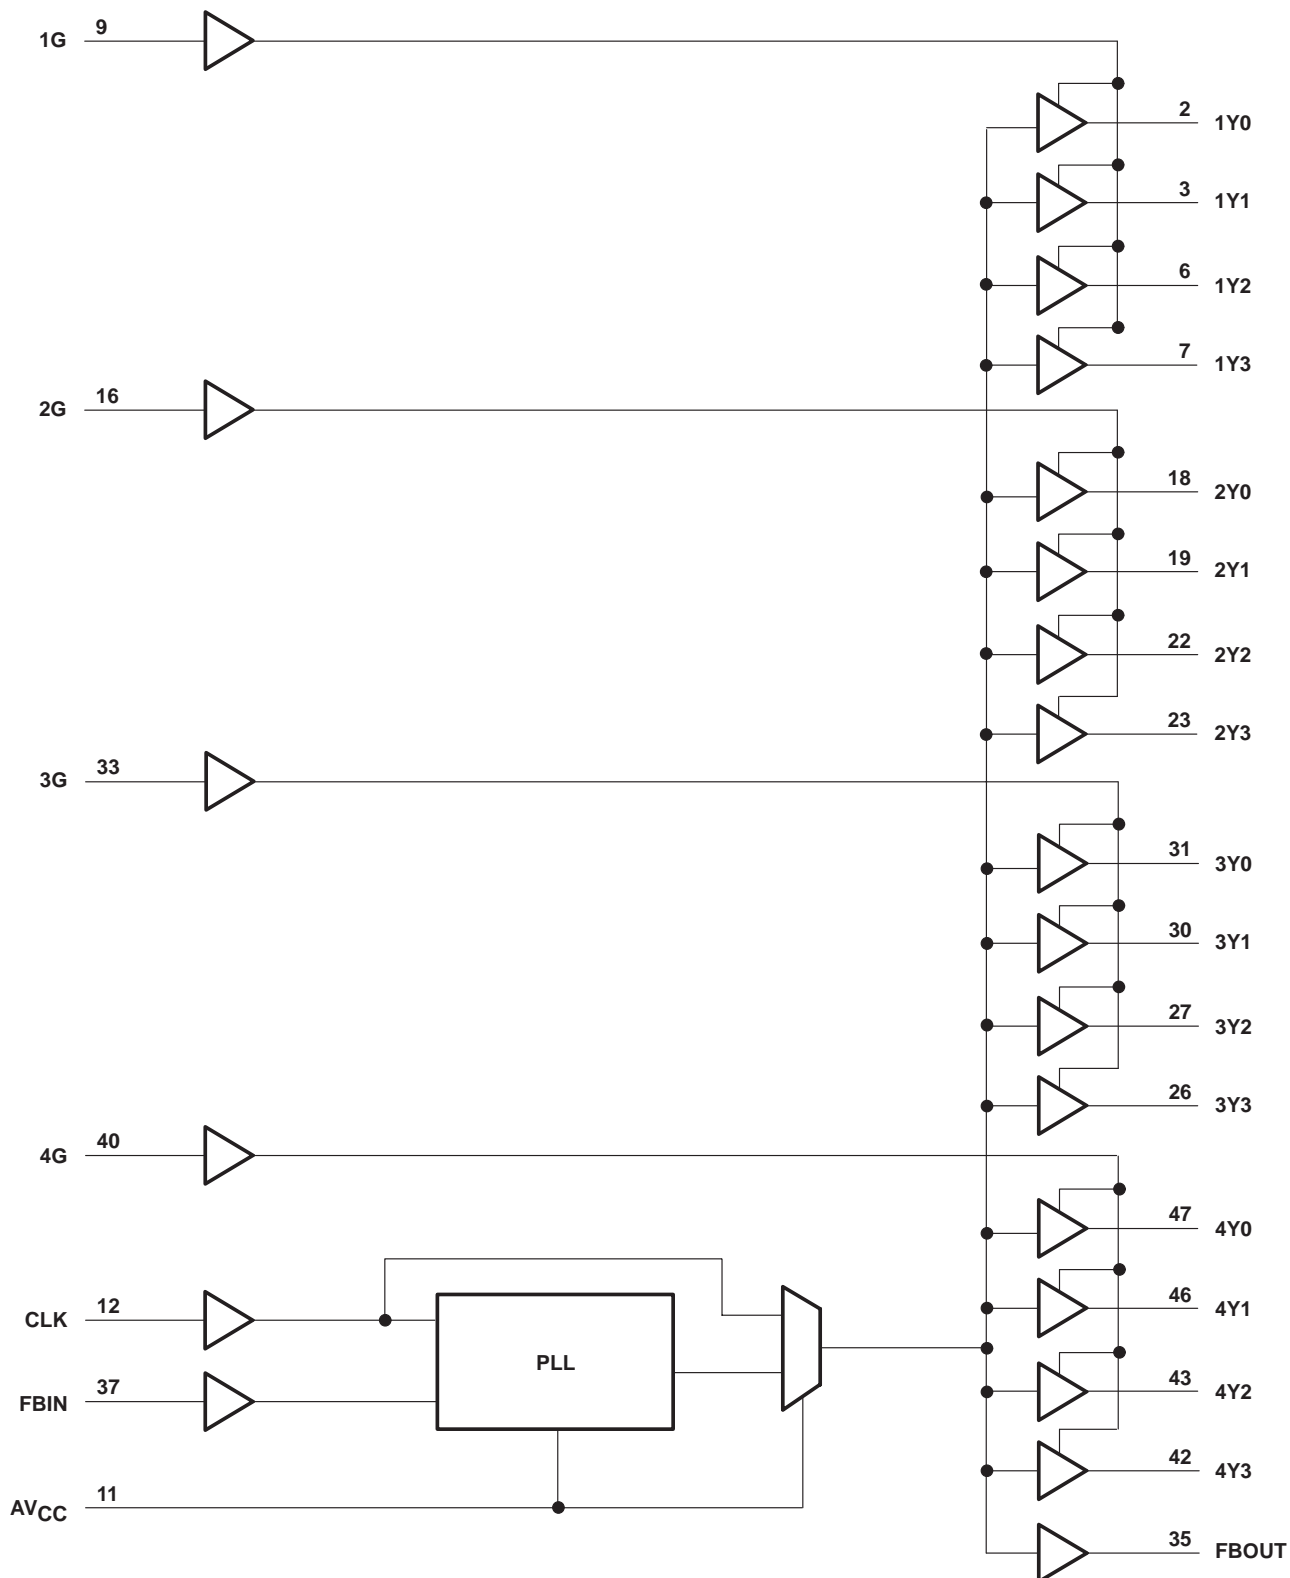 1G 9
2 1Y0
3 1Y1
6 1Y2
7 1Y3
2G 16
18 2Y0
19 2Y1
22 2Y2
23 2Y3
3G 33
31 3Y0
30 3Y1
27 3Y2
26 3Y3
4G 40
47 4Y0
CLK 12
46 4Y1
PLL
FBIN 37
43 4Y2
42 4Y3
AVCC 11
35 FBOUT